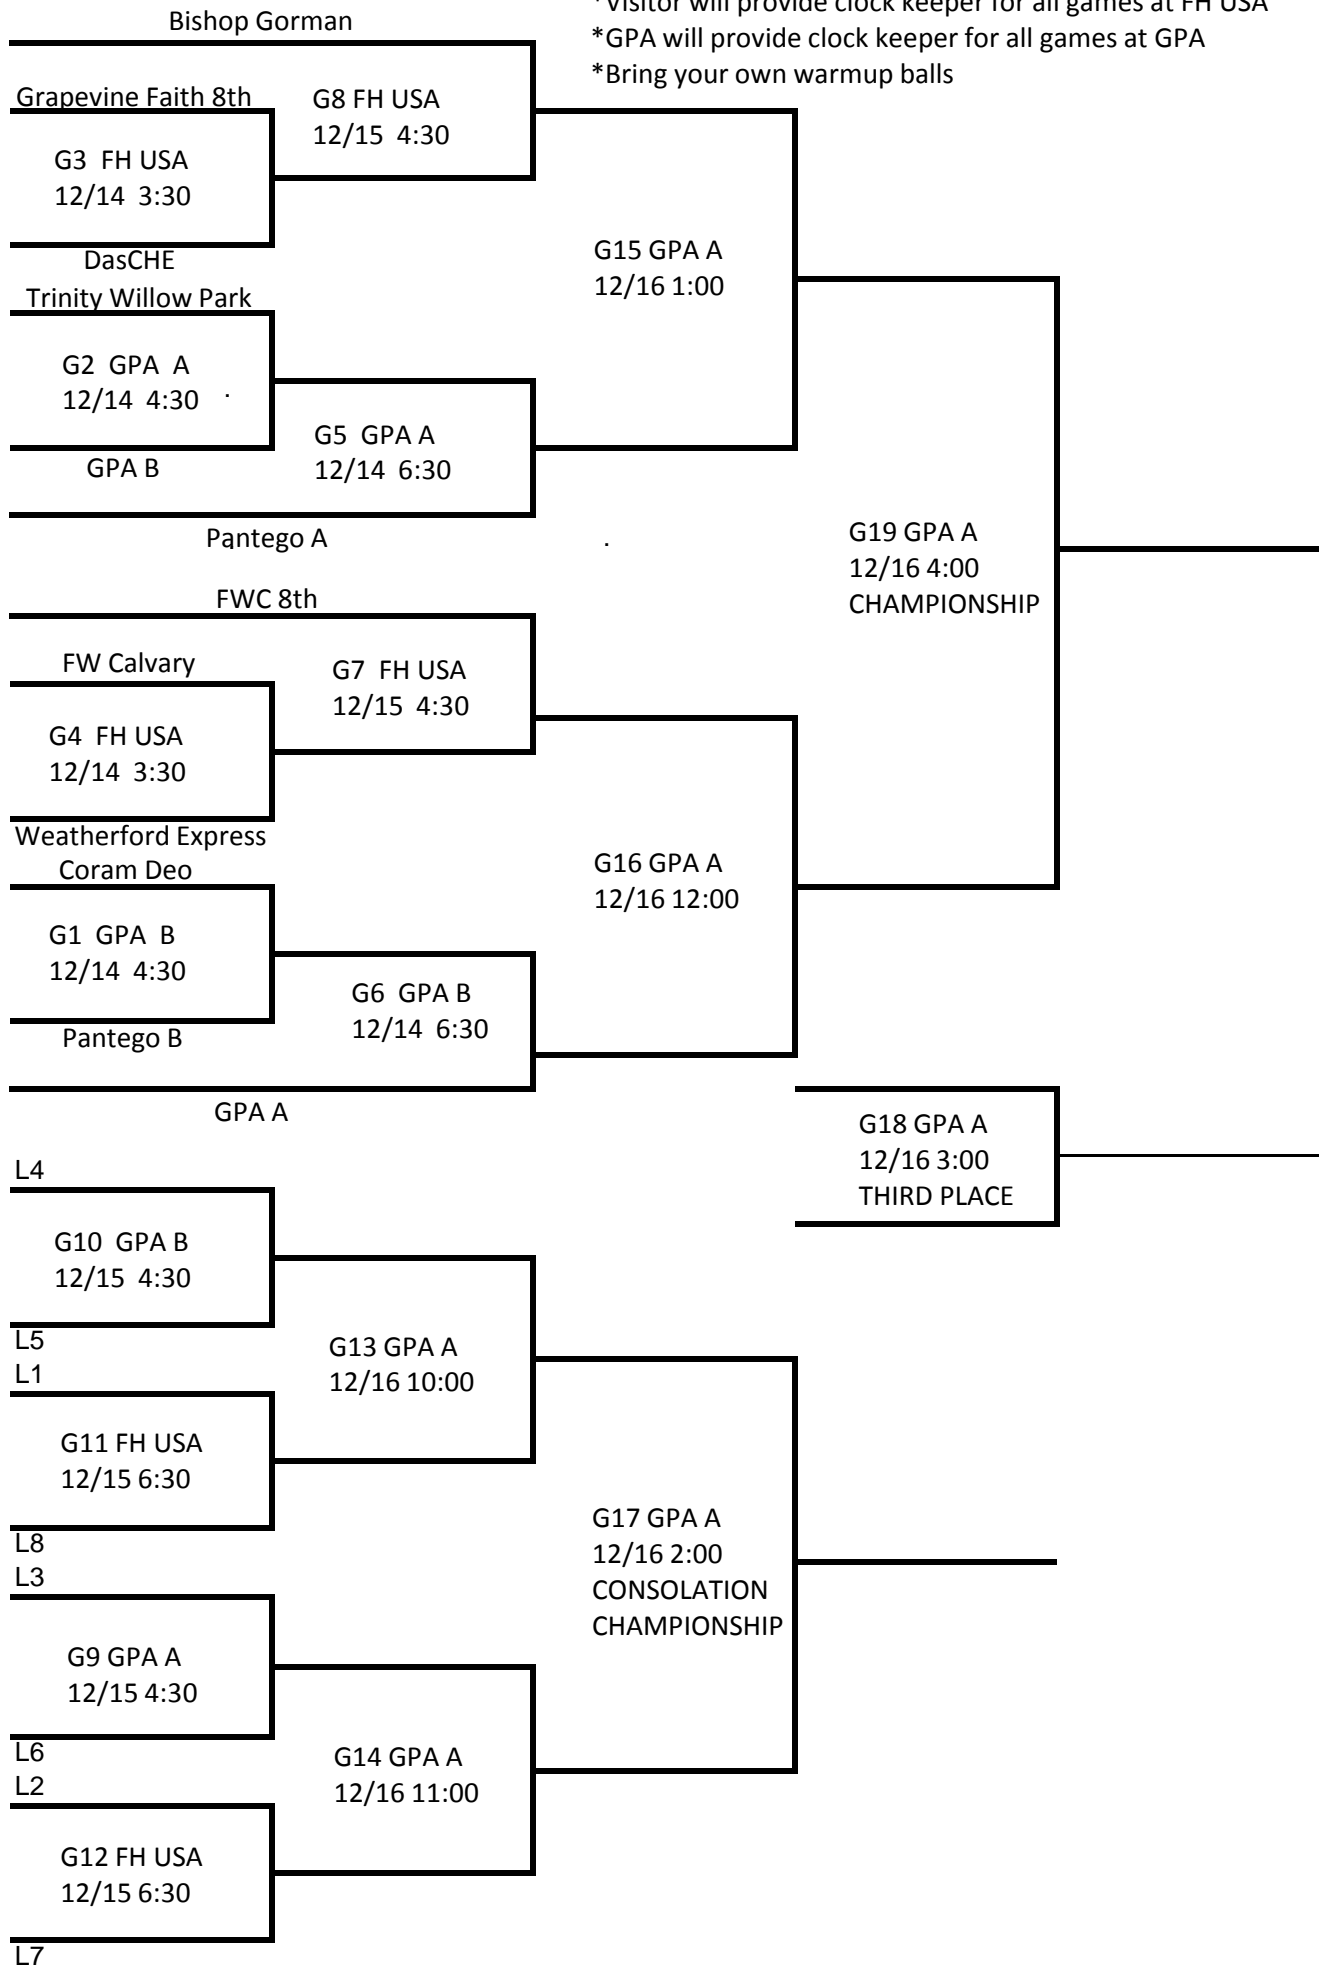 *Visitor will provide clock keeper for all games at FH USA
Bishop Gorman
*GPA will provide clock keeper for all games at GPA
*Bring your own warmup balls
Grapevine Faith 8th
G8 FH USA
12/15 4:30
G3 FH USA
12/14 3:30
DasCHE
G15 GPA A
12/16 1:00
Trinity Willow Park
G2 GPA A
12/14 4:30 .
G5 GPA A
12/14 6:30
GPA B
Pantego A
.
G19 GPA A
12/16 4:00
CHAMPIONSHIP
FWC 8th
FW Calvary
G7 FH USA
12/15 4:30
G4 FH USA
12/14 3:30
Weatherford Express
Coram Deo
G16 GPA A
12/16 12:00
G1 GPA B
12/14 4:30
G6 GPA B
12/14 6:30
Pantego B
GPA A
G18 GPA A
12/16 3:00
THIRD PLACE
L4
G10 GPA B
12/15 4:30
L5
L1
G13 GPA A
12/16 10:00
G11 FH USA
12/15 6:30
L8
L3
G17 GPA A
12/16 2:00
CONSOLATION
CHAMPIONSHIP
G9 GPA A
12/15 4:30
L6
L2
G14 GPA A
12/16 11:00
G12 FH USA
12/15 6:30
L7